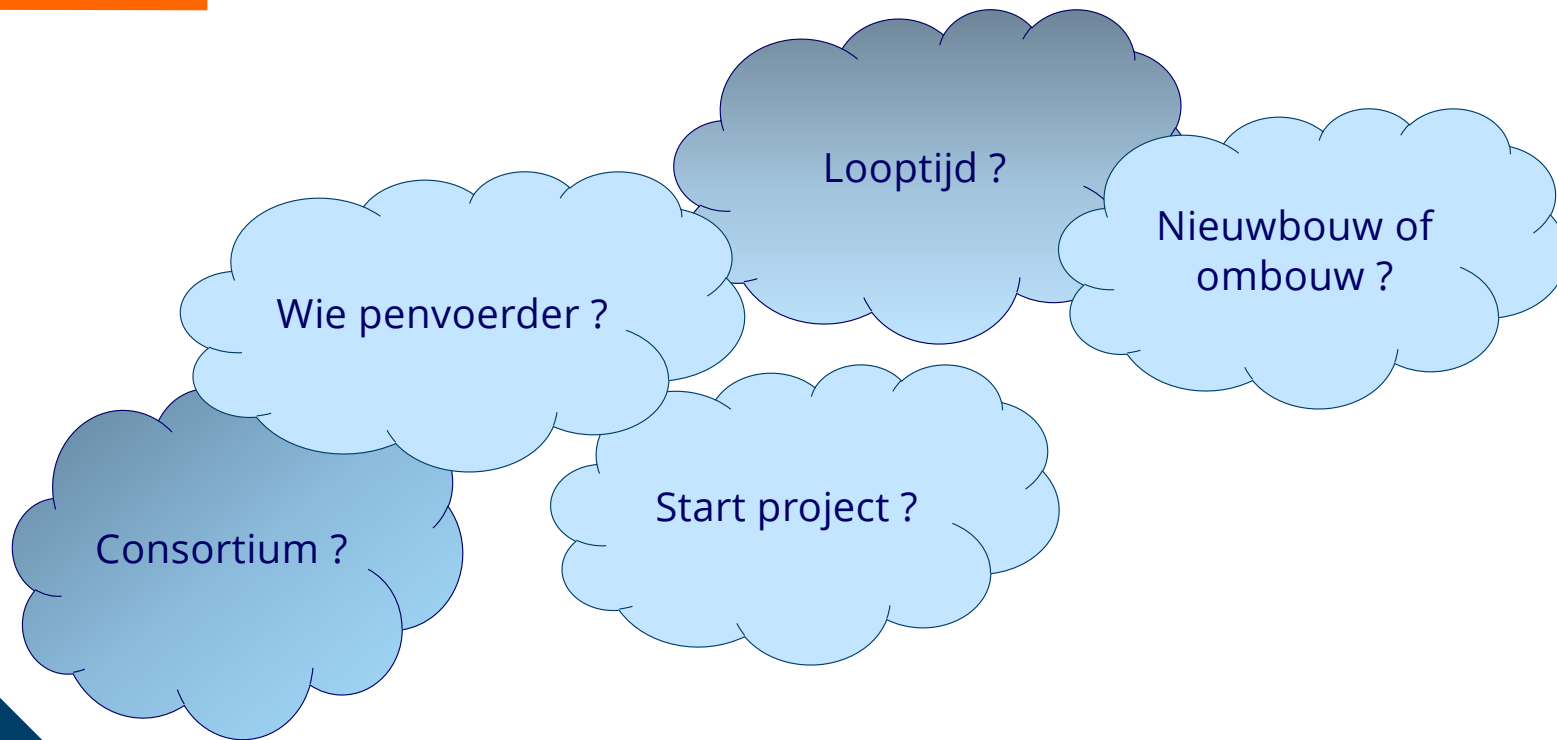 Looptijd ?
Nieuwbouw of
ombouw ?
Wie penvoerder ?
Start project ?
Consortium ?